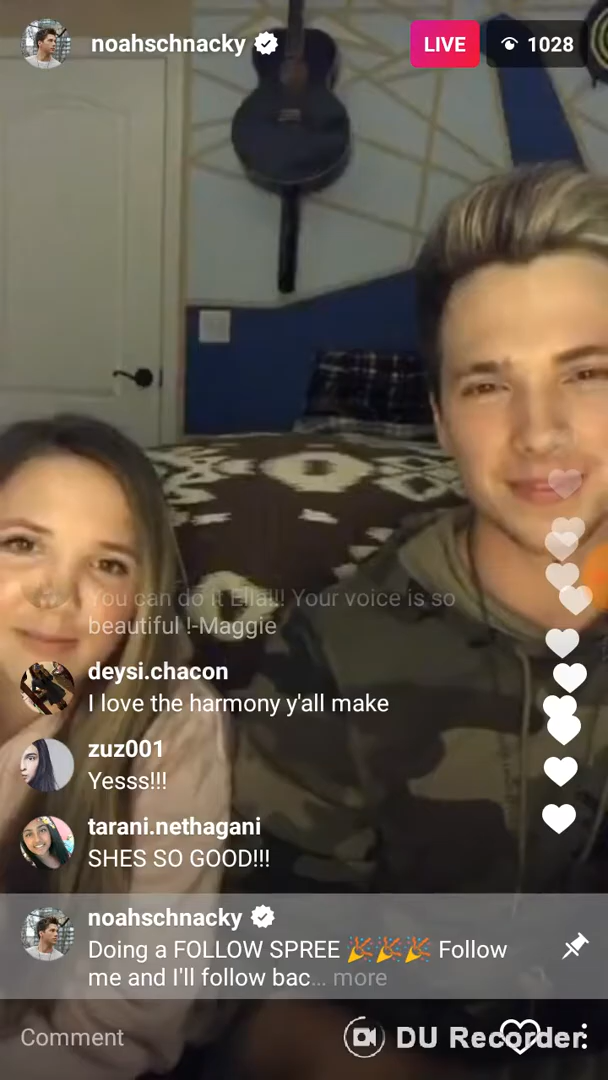 noahschnacky
LIVE
1028
You can do it Ella!!! Your voice is so
beautiful !-Maggie
deysi.chacon
I love the harmony y'all make
zuz001
Yesss!!!
tarani.nethagani
SHES SO GOOD!!!
noahschnacky
Doing a FOLLOW SPREE 🎉🎉🎉 Follow
me and I'll follow bac... more
Comment
DU Recorder